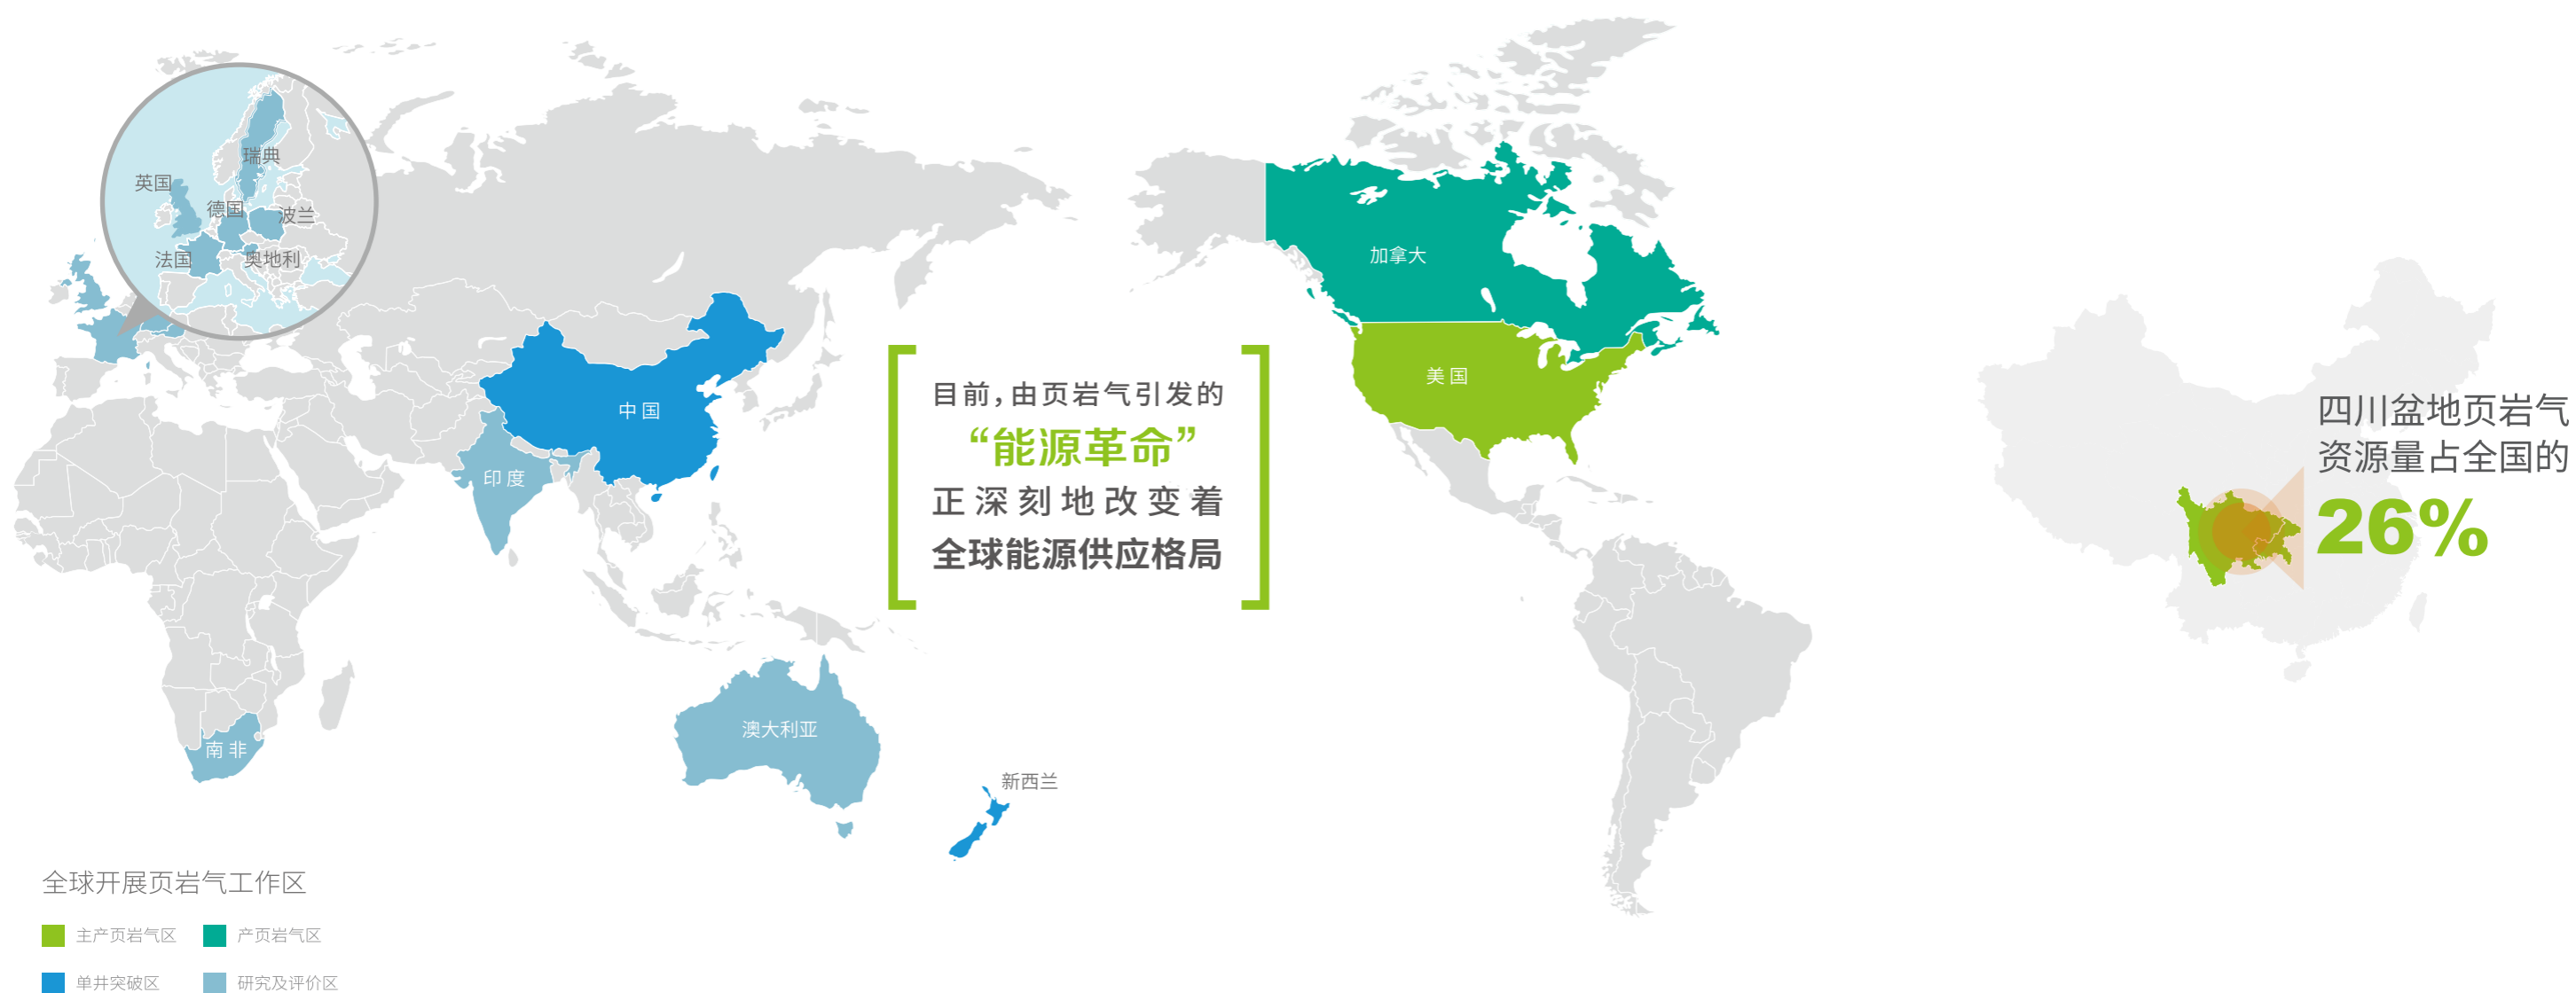 瑞典
英国
德国
波兰
法国
奥地利
加拿大
美国
中国
印度
目前，由页岩气引发的
“能源革命”
正深刻地改变着
全球能源供应格局
四川盆地页岩气
资源量占全国的
26%
澳大利亚
南非
新西兰
全球开展页岩气工作区
主产页岩气区
产页岩气区
单井突破区
研究及评价区